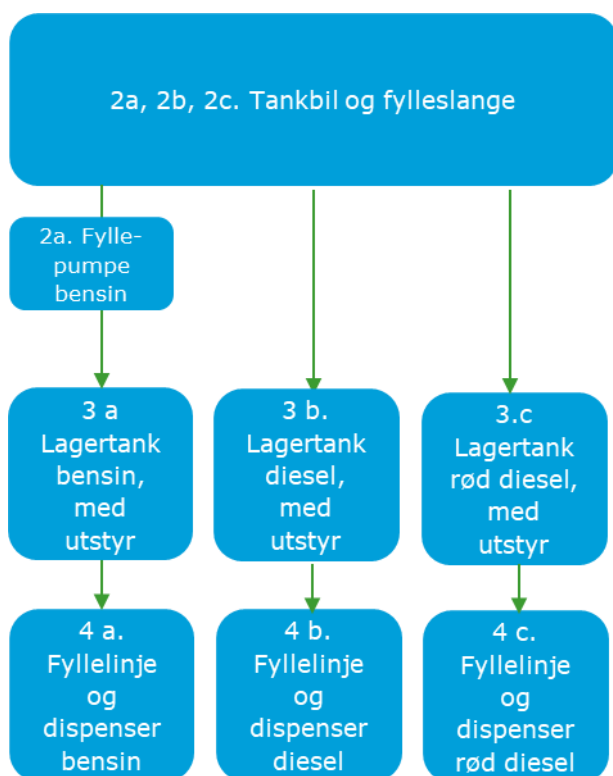 2a, 2b, 2c. Tankbil og fylleslange
2a. Fylle-
pumpe
bensin
3 a
Lagertank
bensin,
med
utstyr
3 b.
Lagertank
diesel,
med
utstyr
3.c
Lagertank
rød diesel,
med
utstyr
4 a.
Fyllelinje
og
dispenser
bensin
4 b.
Fyllelinje
og
dispenser
diesel
4 c.
Fyllelinje
og
dispenser
rød diesel